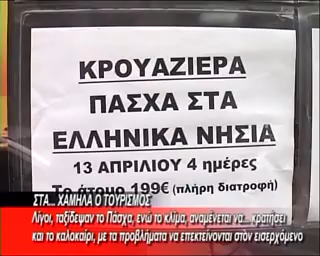 ΚΡΟΥΑΖΙΕΡΑ
ΠΑΣΧΑ ΣΤΑ
ΕΛΛΗΝΙΚΑ ΝΗΣΙΑ
13 ΑΠΡΙΛΙΟΥ 4 ημέρες
Το άτομο 199€ (πλήρη διατροφή)
ΣΤΑ... ΧΑΜΗΛΑ Ο ΤΟΥΡΙΣΜΟΣ
Λίγοι, ταξίδεψαν το Πάσχα, ενώ το κλίμα, αναμένεται να... κρατήσει
και το καλοκαίρι, με τα προβλήματα να επεκτείνονται στον εισερχόμενο